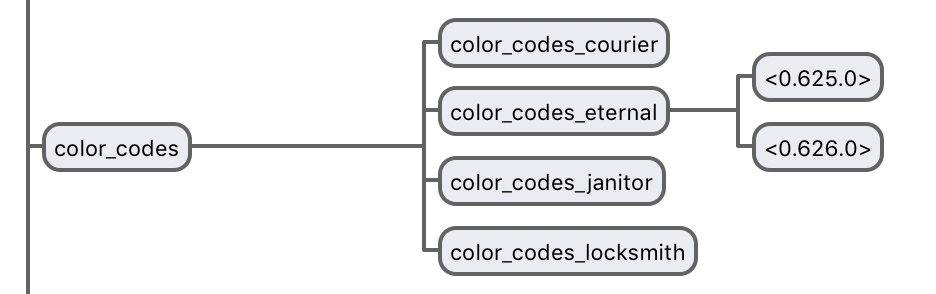 color_codes
color_codes_courier
color_codes_eternal
<0.625.0>
<0.626.0>
color_codes_janitor
color_codes_locksmith